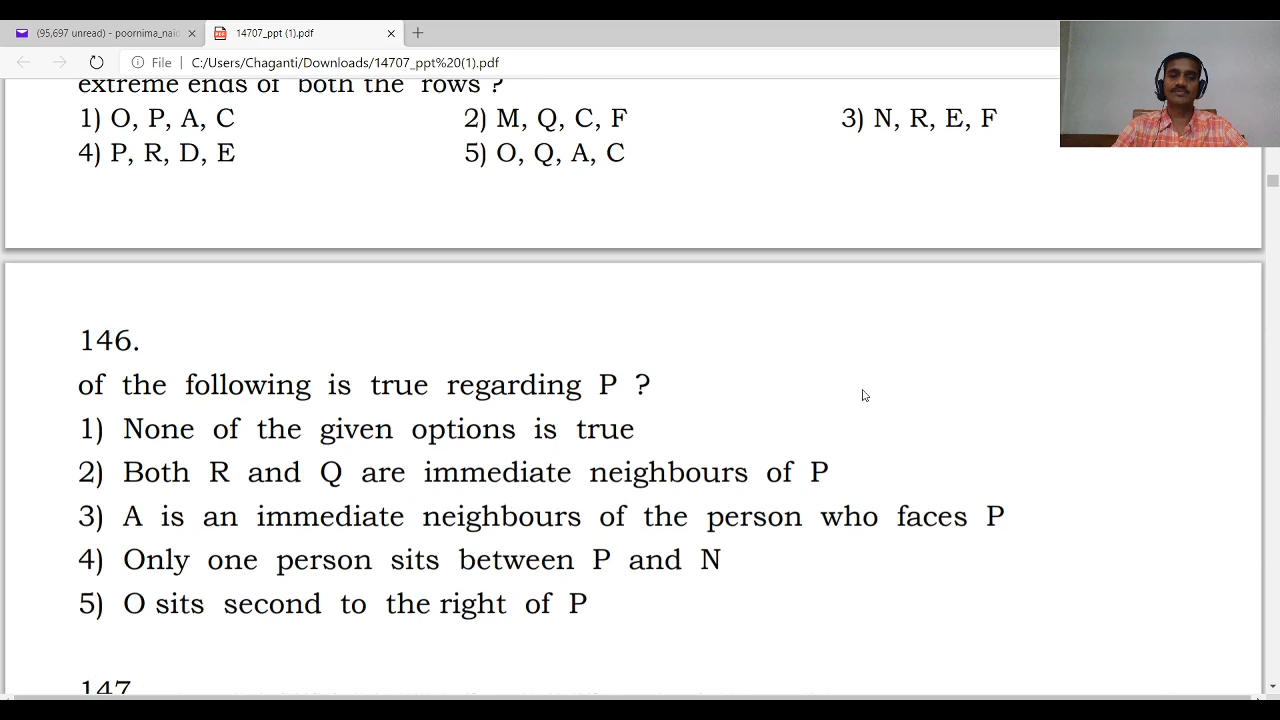 (95,697 unread) - poornima_naid
14707_ppt (1).pdf
File
C:/Users/Chaganti/Downloads/14707_ppt%20(1).pdf
extreme ends of both the rows ?
1) O, P, A, C 2) M, Q, C, F 3) N, R, E, F
4) P, R, D, E 5) O, Q, A, C
146.
of the following is true regarding P ?
1) None of the given options is true
2) Both R and Q are immediate neighbours of P
3) A is an immediate neighbours of the person who faces P
4) Only one person sits between P and N
5) O sits second to the right of P
147